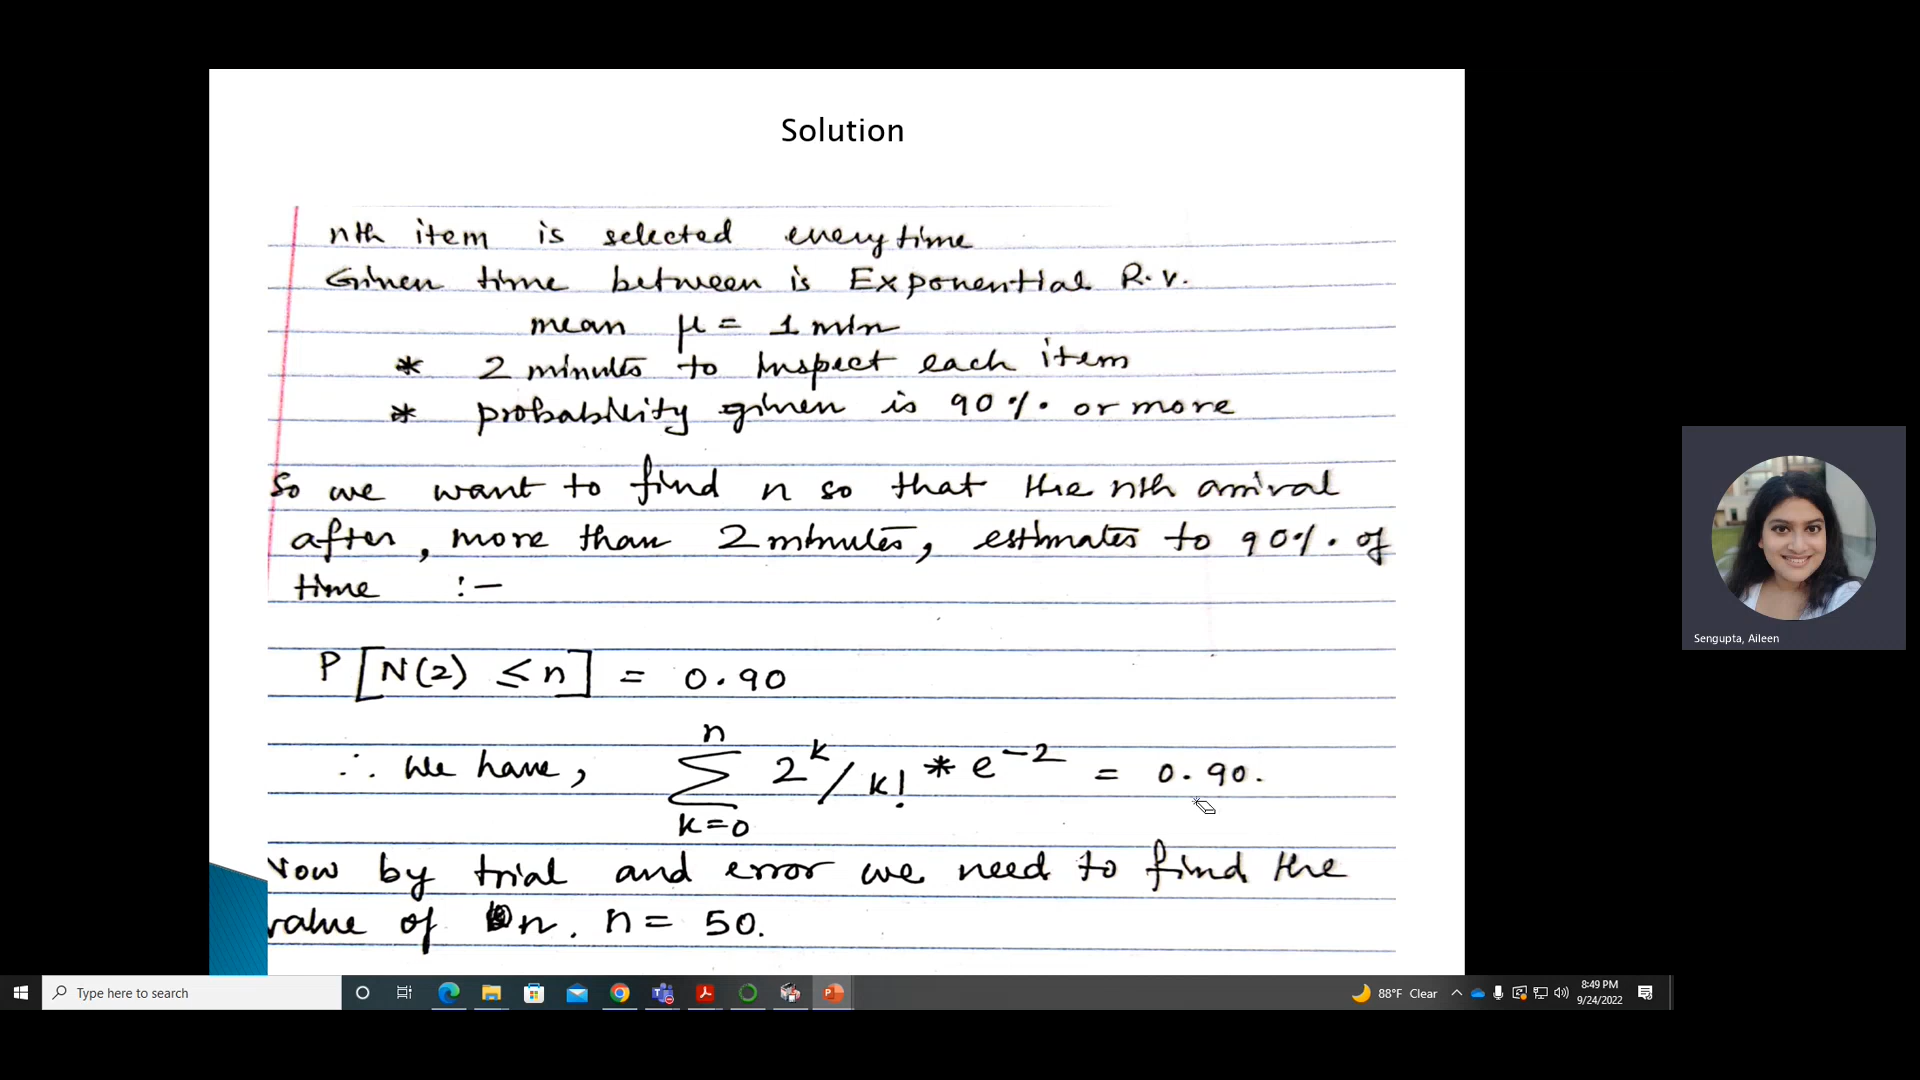 Solution
nth item is selected everytime
Given time between is Exponential R.V.
mean μ = 1 min
* 2 minutes to inspect each item
* probability given is 90%. or more
So we want to find n so that the nth arrival
after, more than 2 minutes, estimates to 90%. of
time :-
P[N(2) ≤ n] = 0.90
∴ We have, n∑k=0 2^k/k! * e^-2 = 0.90.
Now by trial and error we need to find the
value of n. n = 50.
Sengupta, Aileen
Type here to search
88°F Clear
8:49 PM
9/24/2022